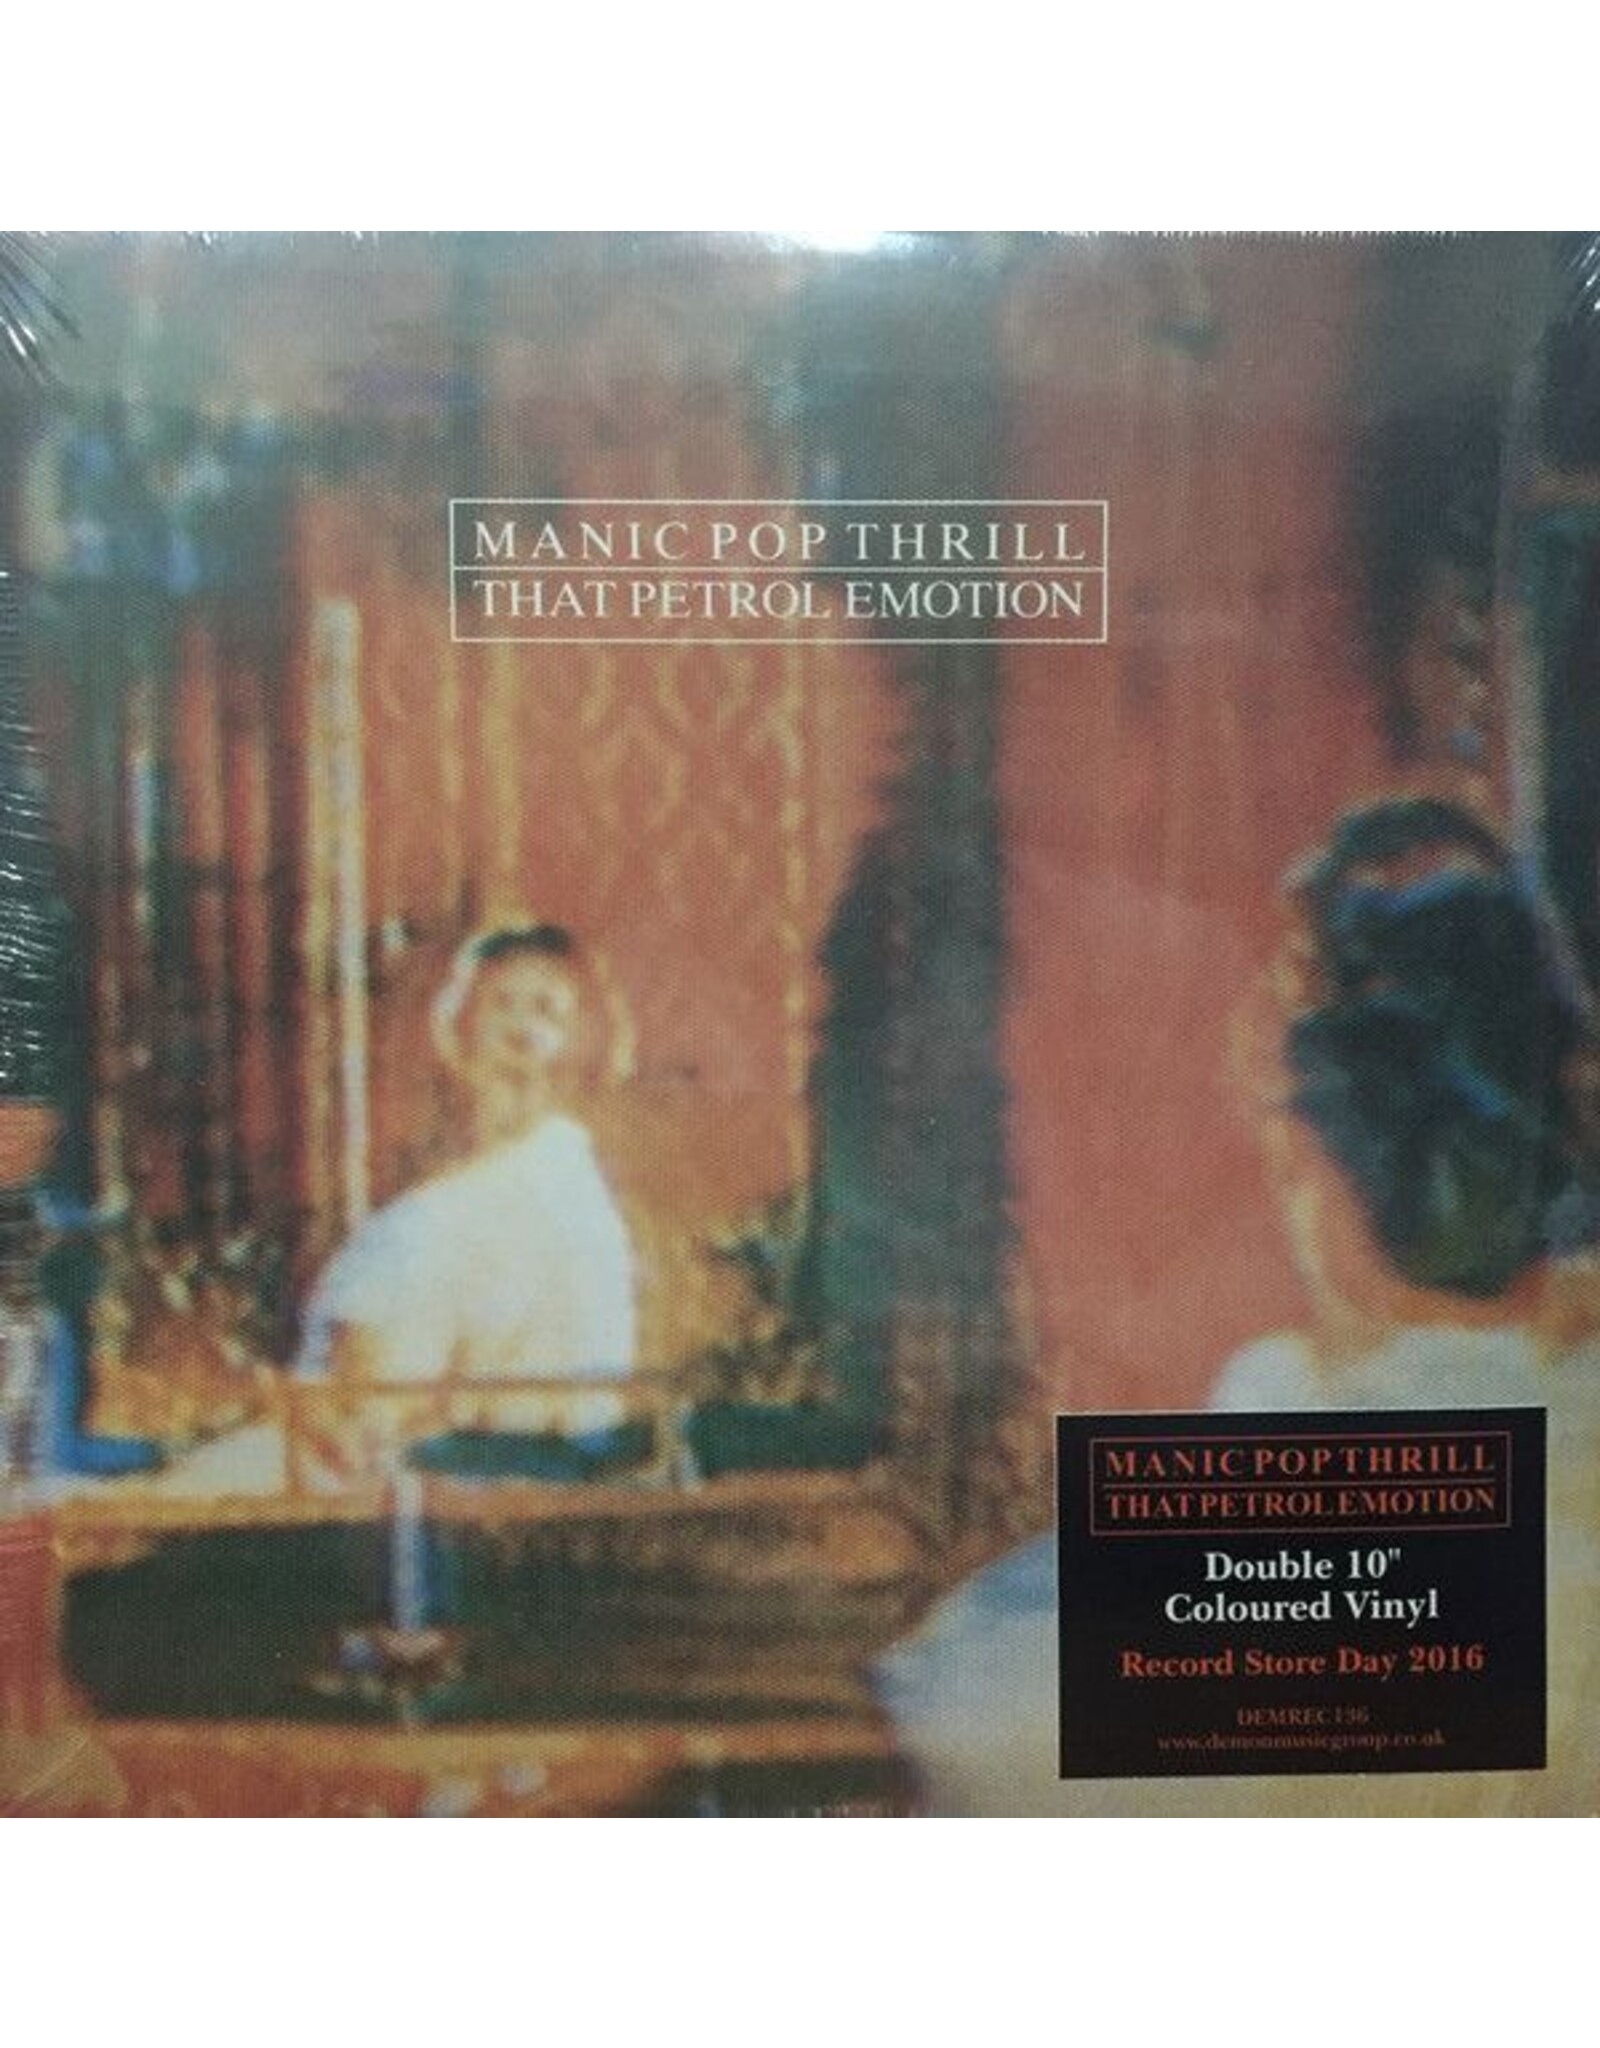 MANIC POP THRILL
THAT PETROL EMOTION
MANIC POP THRILL
THAT PETROL EMOTION
Double 10"
Coloured Vinyl
Record Store Day 2016
DEMREC 136
www.demonmusicgroup.co.uk